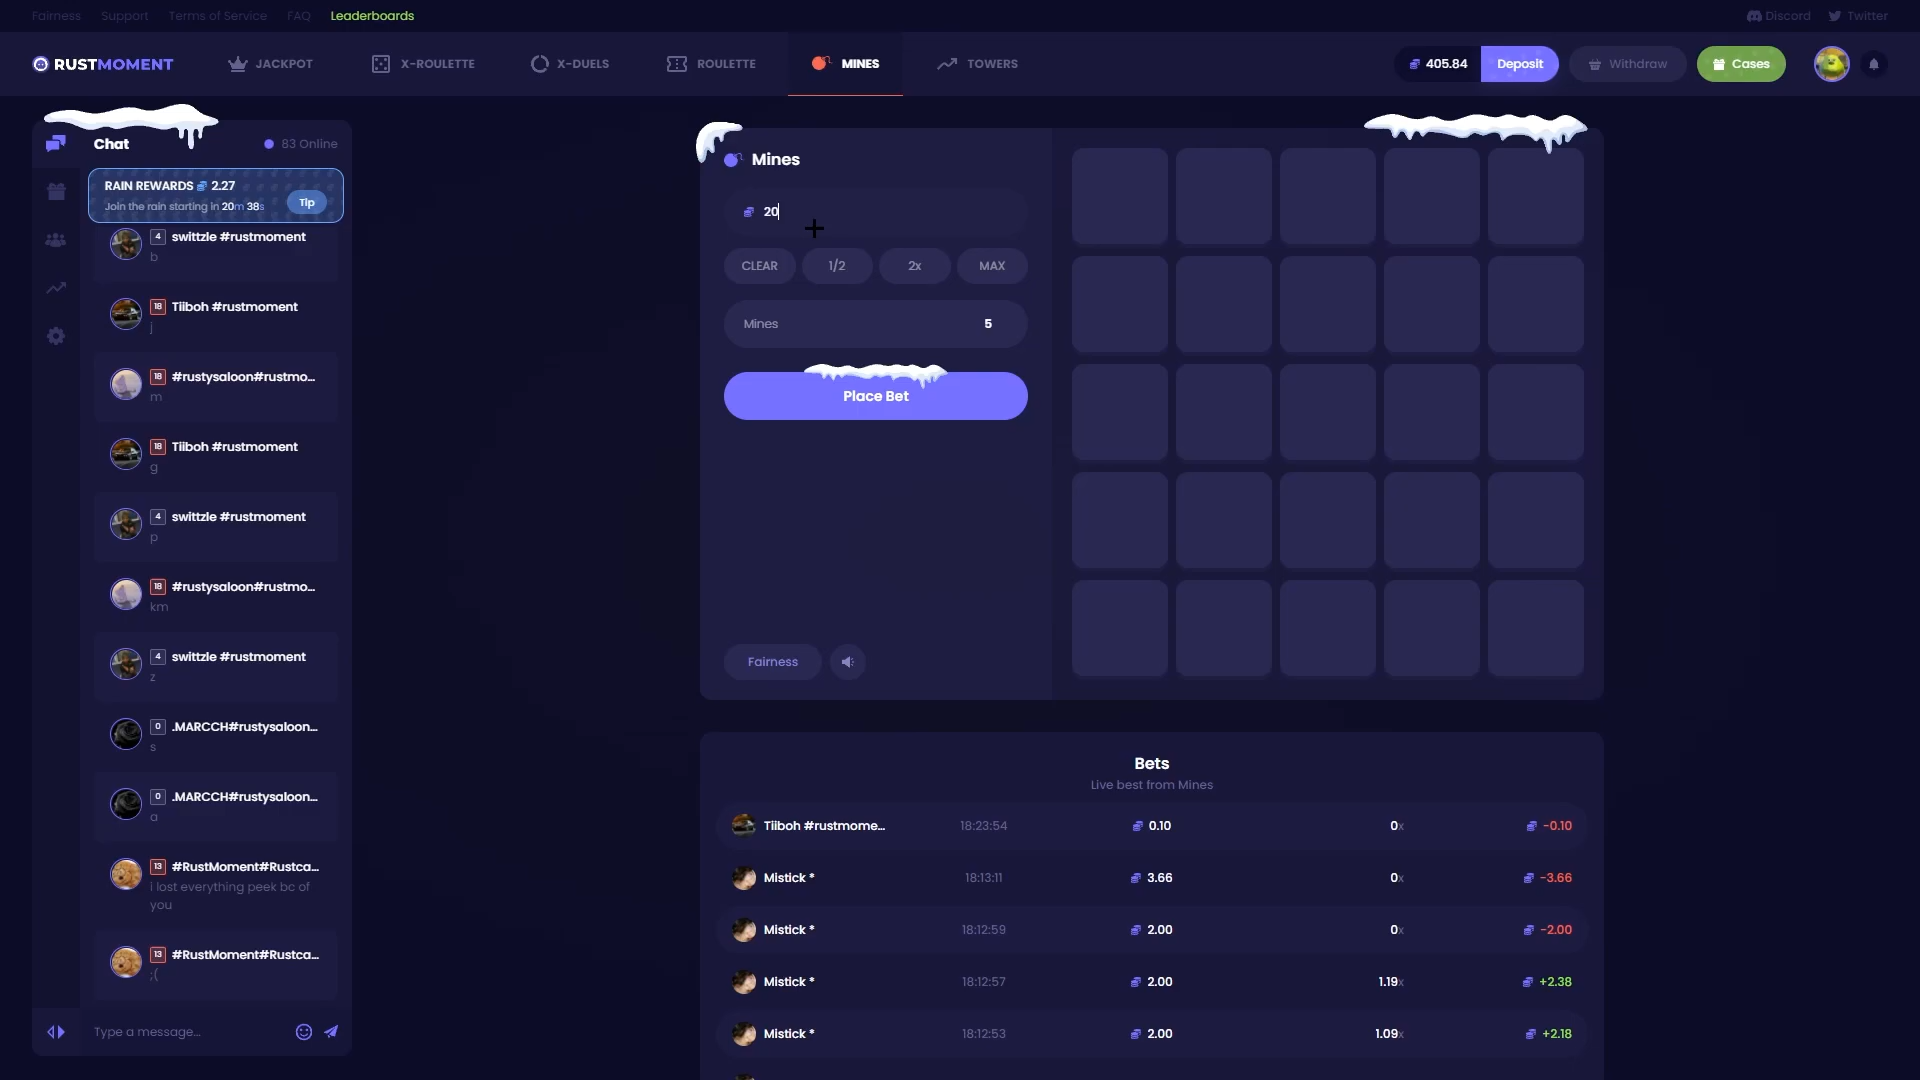 Fairness Support Terms of Service FAQ Leaderboards Discord Twitter
RUSTMOMENT JACKPOT X-ROULETTE X-DUELS ROULETTE MINES TOWERS 405.84 Deposit Withdraw Cases
Chat 83 Online
RAIN REWARDS 2.27
Join the rain starting in 20m 38s Tip
4 swittzle #rustmoment
b
18 Tiiboh #rustmoment
j
18 #rustysaloon#rustmo...
m
18 Tiiboh #rustmoment
g
4 swittzle #rustmoment
p
18 #rustysaloon#rustmo...
km
4 swittzle #rustmoment
z
0 .MARCCH#rustysaloon...
s
0 .MARCCH#rustysaloon...
a
13 #RustMoment#Rustca...
i lost everything peek bc of
you
13 #RustMoment#Rustca...
;(
Type a message...
Mines
20
CLEAR 1/2 2x MAX
Mines 5
Place Bet
Fairness
Bets
Live best from Mines
Tiiboh #rustmome... 18:23:54 0.10 0x -0.10
Mistick * 18:13:11 3.66 0x -3.66
Mistick * 18:12:59 2.00 0x -2.00
Mistick * 18:12:57 2.00 1.19x +2.38
Mistick * 18:12:53 2.00 1.09x +2.18